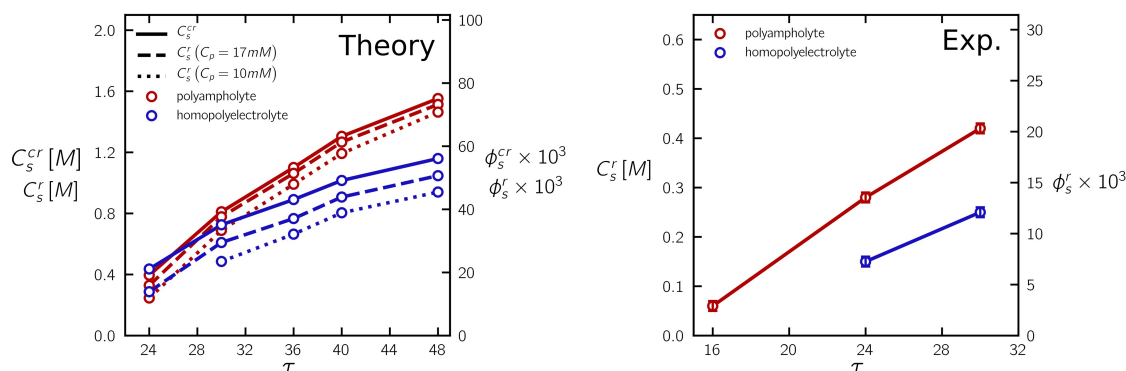 Theory
C_s^{cr}
C_s^r (C_p = 17mM)
C_s^r (C_p = 10mM)
polyampholyte
homopolyelectrolyte
2.0
1.6
1.2
0.8
0.4
0.0
C_s^{cr} [M]
C_s^r [M]
24 28 32 36 40 44 48
τ
100
80
60
40
20
0
ϕ_s^{cr} × 10^3
ϕ_s^r × 10^3
Exp.
polyampholyte
homopolyelectrolyte
0.6
0.5
0.4
0.3
0.2
0.1
0.0
C_s^r [M]
16 20 24 28 32
τ
30
25
20
15
10
5
0
ϕ_s^r × 10^3